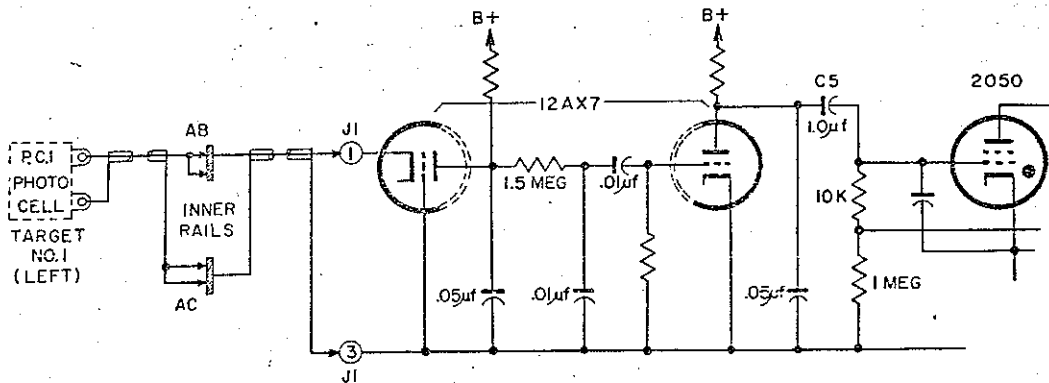 B+
B+
C5
2050
12AX7
1.0µf
AB
J1
P.C.1
1
PHOTO
CELL
1.5 MEG
.01µf
10K
INNER
RAILS
TARGET
NO.1
(LEFT)
AC
.05µf
.01µf
.05µf
1 MEG
3
J1